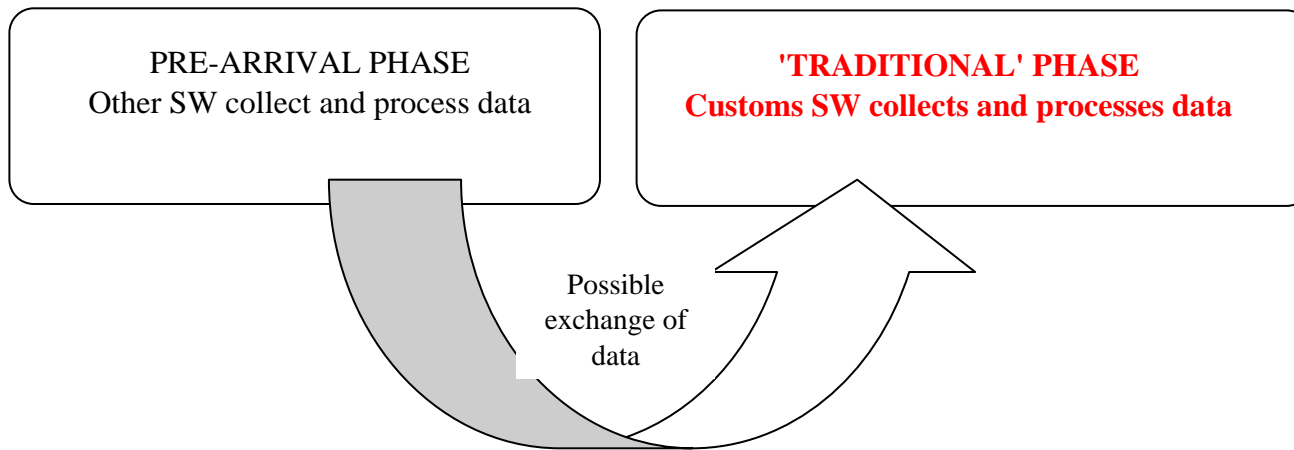 PRE-ARRIVAL PHASE
Other SW collect and process data
'TRADITIONAL' PHASE
Customs SW collects and processes data
Possible
exchange of
data